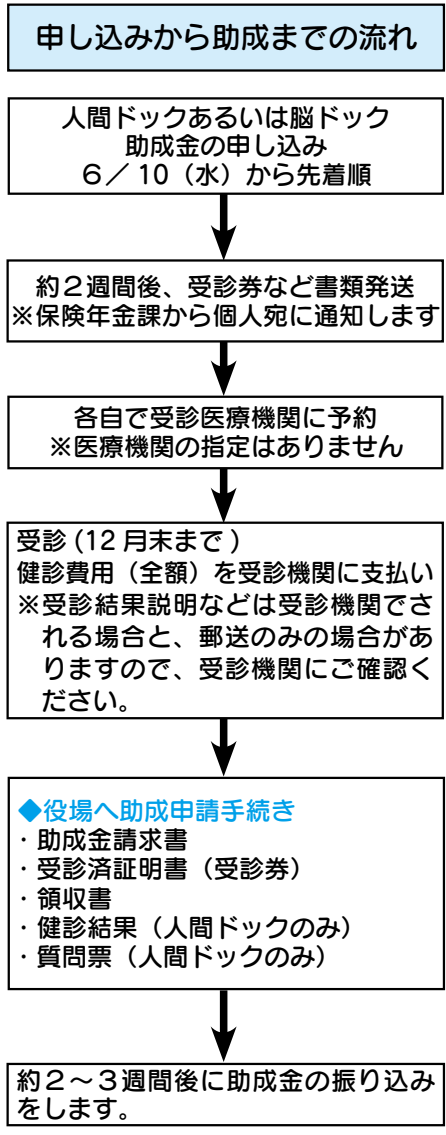 申し込みから助成までの流れ
人間ドックあるいは脳ドック
助成金の申し込み
６／10（水）から先着順
約２週間後、受診券など書類発送
※保険年金課から個人宛に通知します
各自で受診医療機関に予約
※医療機関の指定はありません
受診(12月末まで)
健診費用（全額）を受診機関に支払い
※受診結果説明などは受診機関でさ
れる場合と、郵送のみの場合があ
りますので、受診機関にご確認く
ださい。
◆役場へ助成申請手続き
・助成金請求書
・受診済証明書（受診券）
・領収書
・健診結果（人間ドックのみ）
・質問票（人間ドックのみ）
約２～３週間後に助成金の振り込み
をします。